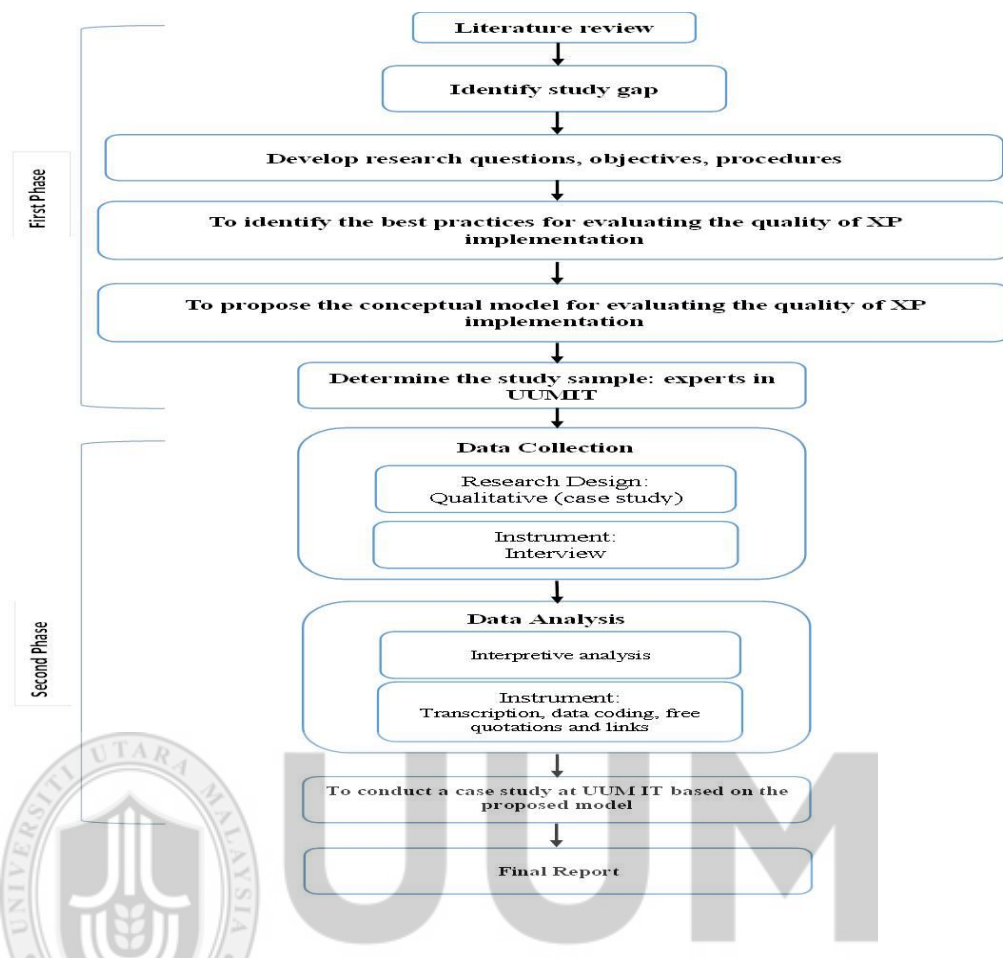 Literature review
Identify study gap
Develop research questions, objectives, procedures
To identify the best practices for evaluating the quality of XP
implementation
To propose the conceptual model for evaluating the quality of XP
implementation
Determine the study sample: experts in
UUMIT
First Phase
Data Collection
Research Design:
Qualitative (case study)
Instrument:
Interview
Data Analysis
Interpretive analysis
Instrument:
Transcription, data coding, free
quotations and links
To conduct a case study at UUM IT based on the
proposed model
Second Phase
Final Report
UNIVERSITI UTARA MALAYSIA
UUM